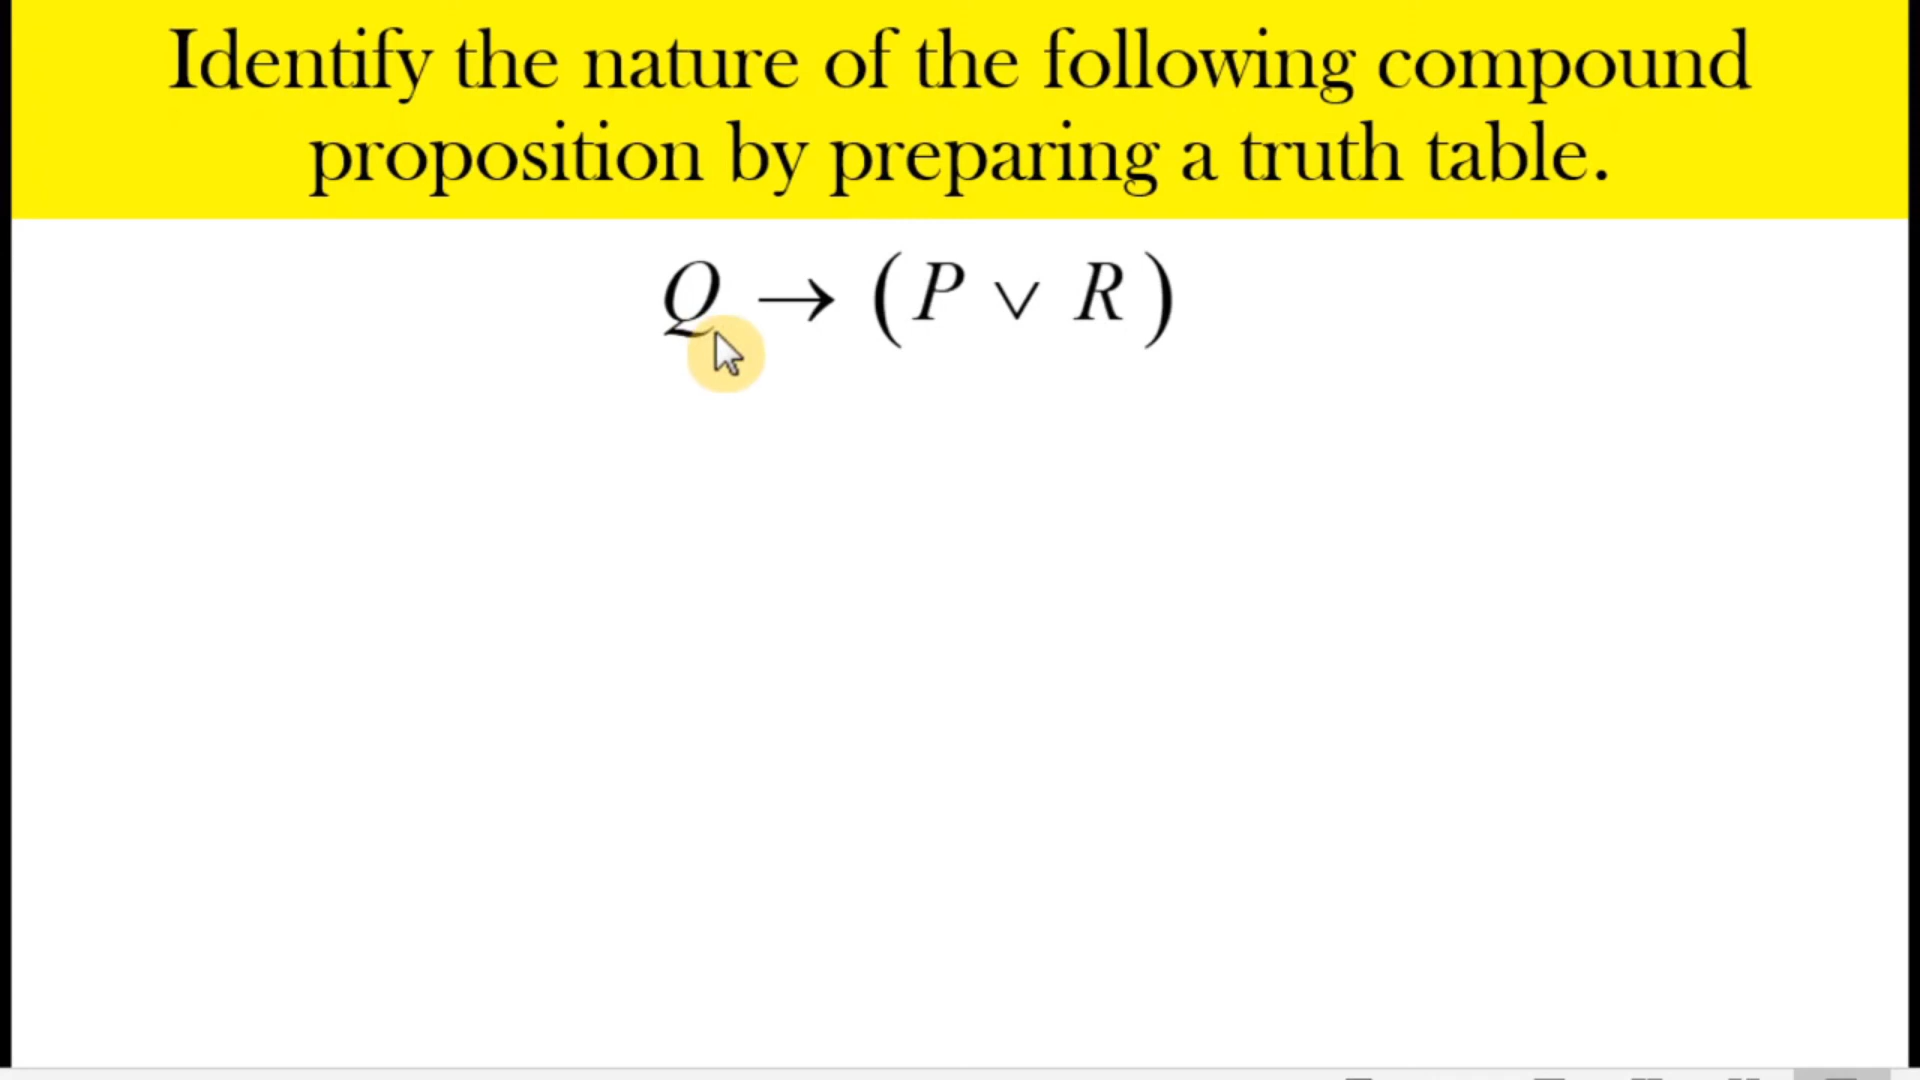 Identify the nature of the following compound
proposition by preparing a truth table.
Q → (P ∨ R)